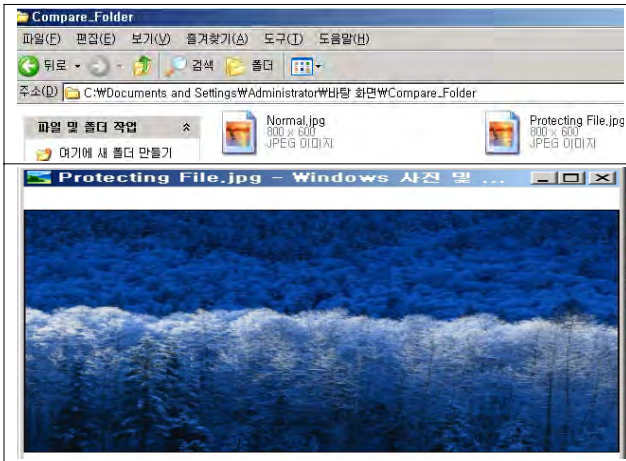 Compare_Folder
파일(F) 편집(E) 보기(V) 즐겨찾기(A) 도구(T) 도움말(H)
뒤로 검색 폴더
주소(D) C:₩Documents and Settings₩Administrator₩바탕 화면₩Compare_Folder
파일 및 폴더 작업
여기에 새 폴더 만들기
Normal.jpg
800 x 600
JPEG 이미지
Protecting File.jpg
800 x 600
JPEG 이미지
Protecting File.jpg - Windows 사진 및 ...